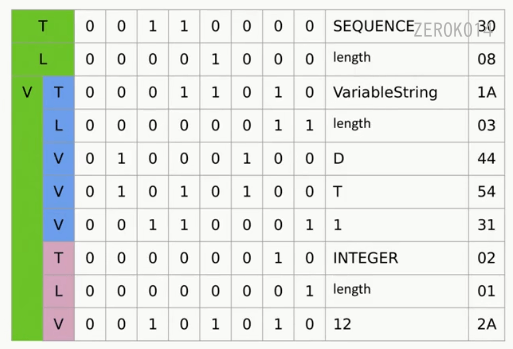 T 0 0 1 1 0 0 0 0 SEQUENCE 30
ZEROK014
L 0 0 0 0 1 0 0 0 length 08
V T 0 0 0 1 1 0 1 0 VariableString 1A
L 0 0 0 0 0 0 1 1 length 03
V 0 1 0 0 0 1 0 0 D 44
V 0 1 0 1 0 1 0 0 T 54
V 0 0 1 1 0 0 0 1 1 31
T 0 0 0 0 0 0 1 0 INTEGER 02
L 0 0 0 0 0 0 0 1 length 01
V 0 0 1 0 1 0 1 0 12 2A